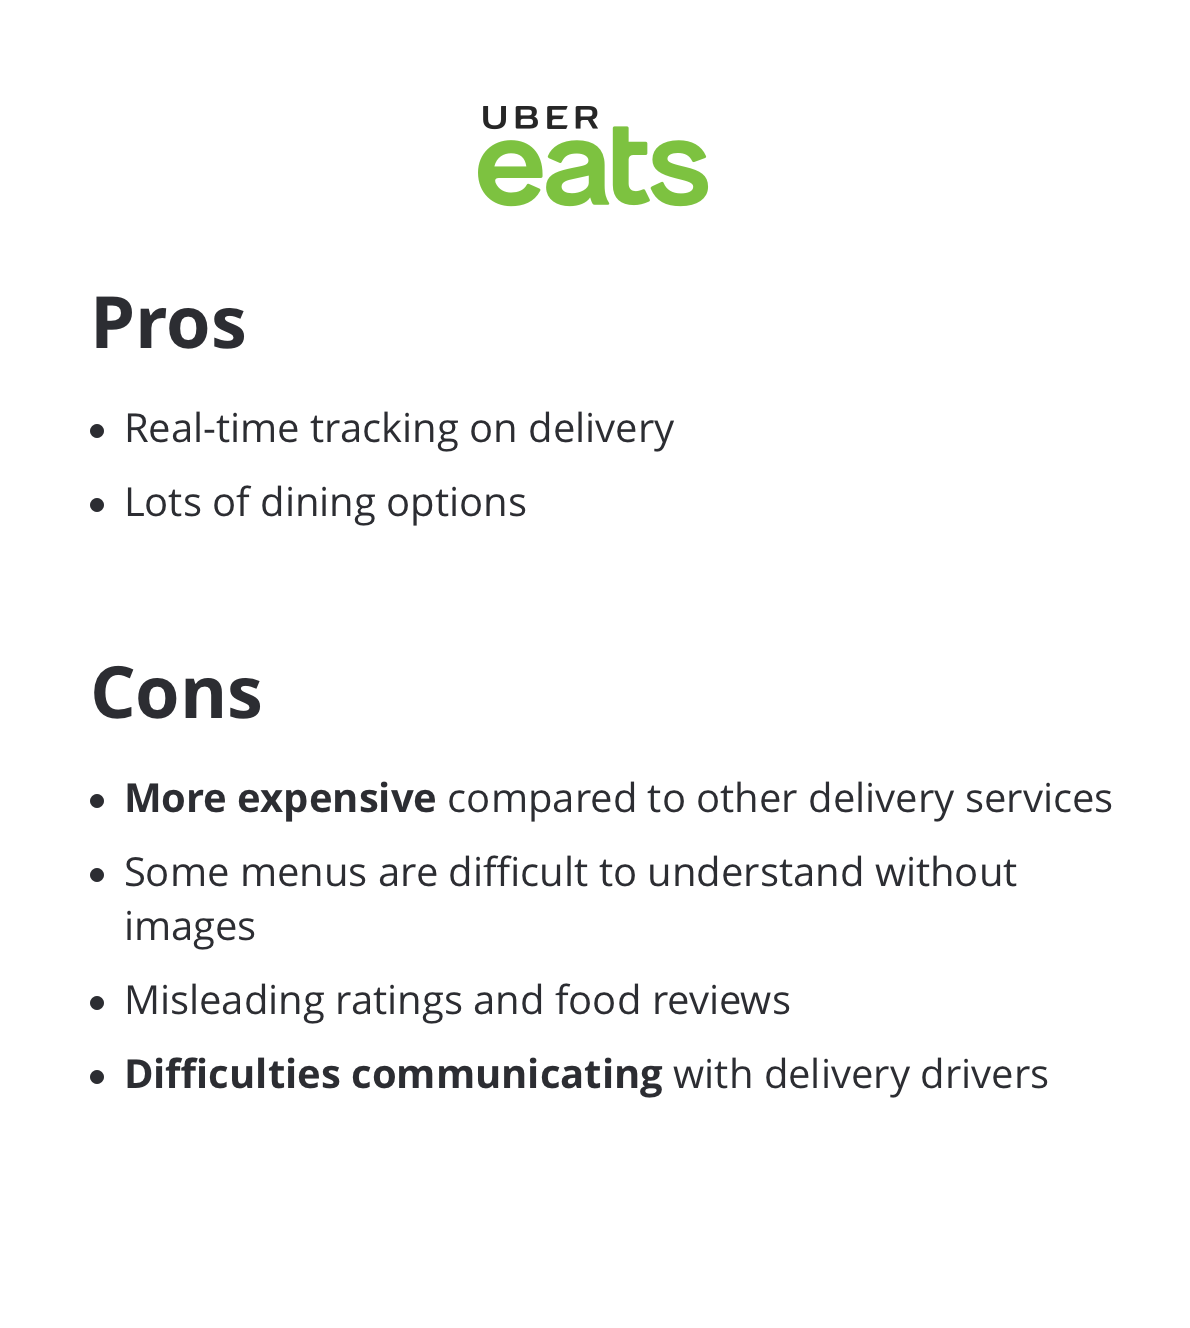 UBER
eats
Pros
• Real-time tracking on delivery
• Lots of dining options
Cons
• More expensive compared to other delivery services
• Some menus are difficult to understand without
images
• Misleading ratings and food reviews
• Difficulties communicating with delivery drivers